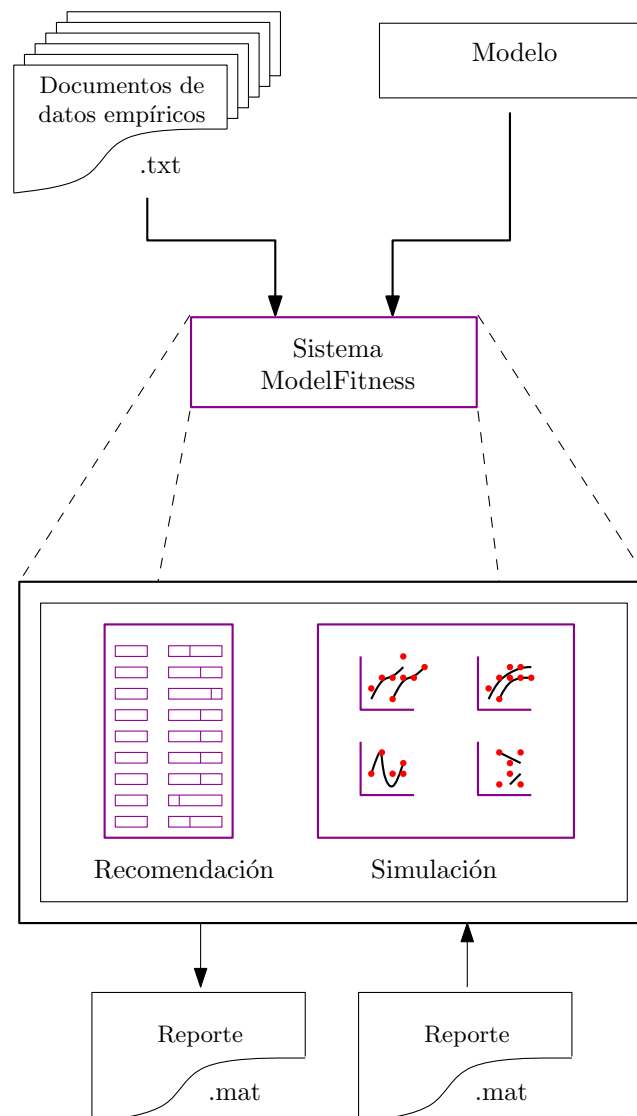 Documentos de
datos empíricos
.txt
Modelo
Sistema
ModelFitness
Recomendación
Simulación
Reporte
.mat
Reporte
.mat